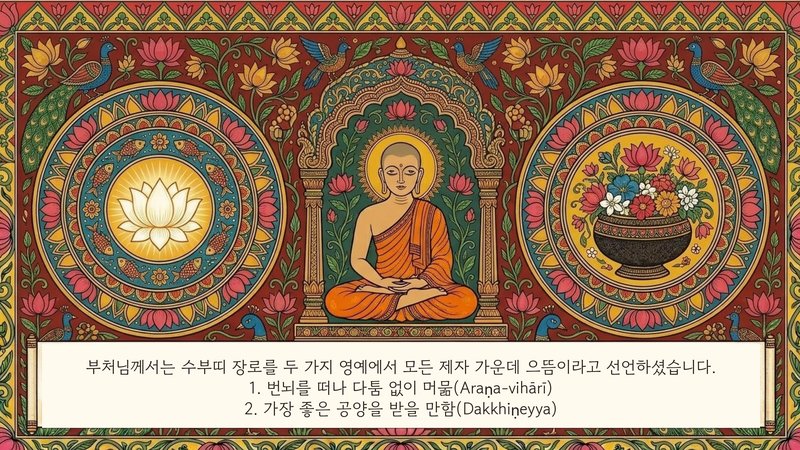 부처님께서는 수부띠 장로를 두 가지 영예에서 모든 제자 가운데 으뜸이라고 선언하셨습니다.
1. 번뇌를 떠나 다툼 없이 머묾(Araṇa-vihārī)
2. 가장 좋은 공양을 받을 만함(Dakkhiṇeyya)